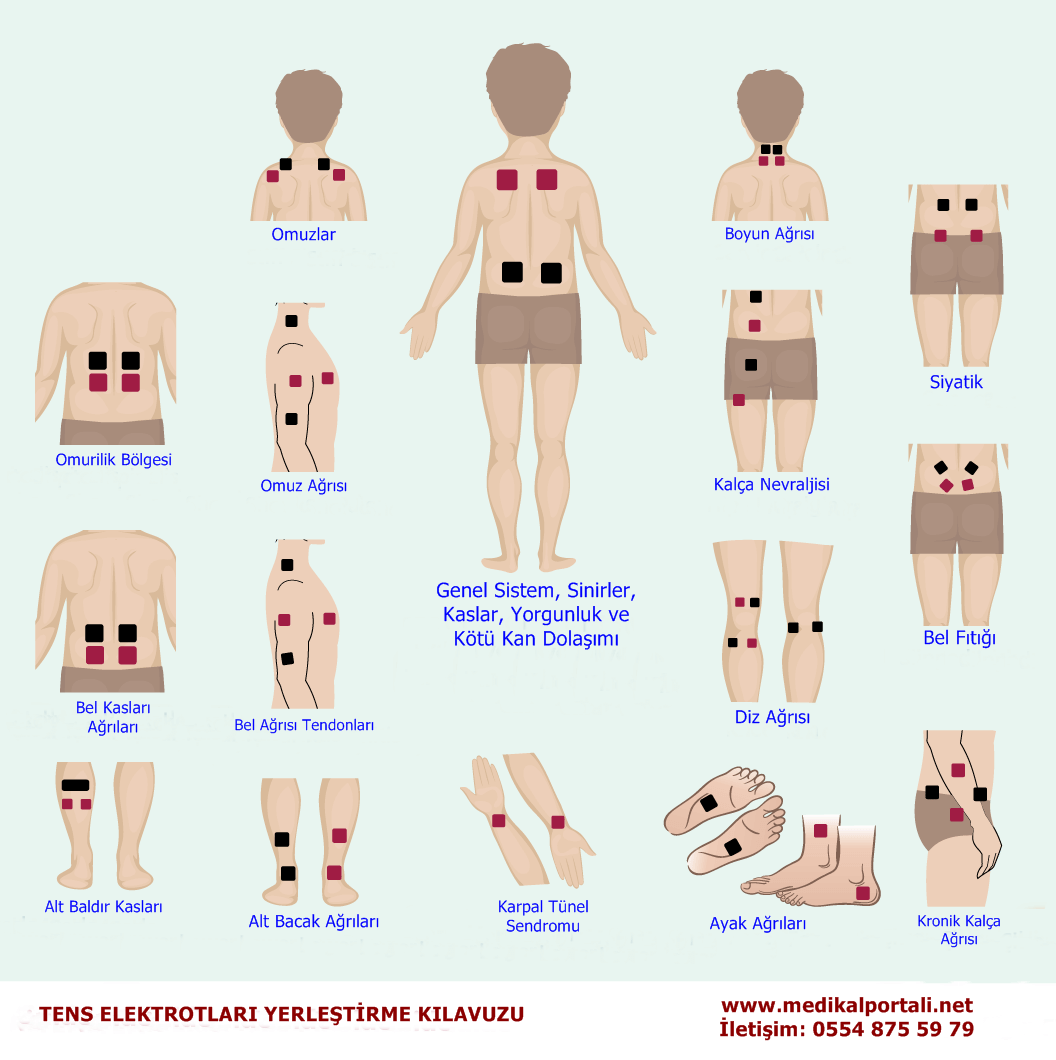 Omuzlar
Boyun Ağrısı
Siyatik
Omurilik Bölgesi
Omuz Ağrısı
Kalça Nevraljisi
Genel Sistem, Sinirler,
Kaslar, Yorgunluk ve
Kötü Kan Dolaşımı
Bel Fıtığı
Bel Kasları
Ağrıları
Bel Ağrısı Tendonları
Diz Ağrısı
Alt Baldır Kasları
Alt Bacak Ağrıları
Karpal Tünel
Sendromu
Ayak Ağrıları
Kronik Kalça
Ağrısı
TENS ELEKTROTLARI YERLEŞTİRME KILAVUZU
www.medikalportali.net
İletişim: 0554 875 59 79